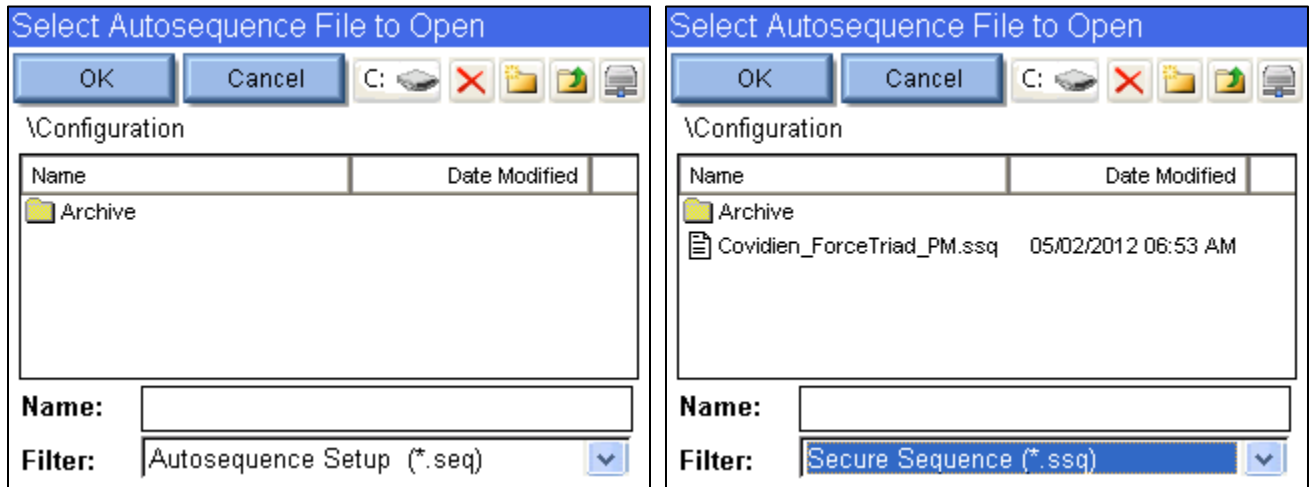 Select Autosequence File to Open
OK Cancel C:
\Configuration
Name Date Modified
Archive
Name:
Filter: Autosequence Setup (*.seq)
Select Autosequence File to Open
OK Cancel C:
\Configuration
Name Date Modified
Archive
Covidien_ForceTriad_PM.ssq 05/02/2012 06:53 AM
Name:
Filter: Secure Sequence (*.ssq)